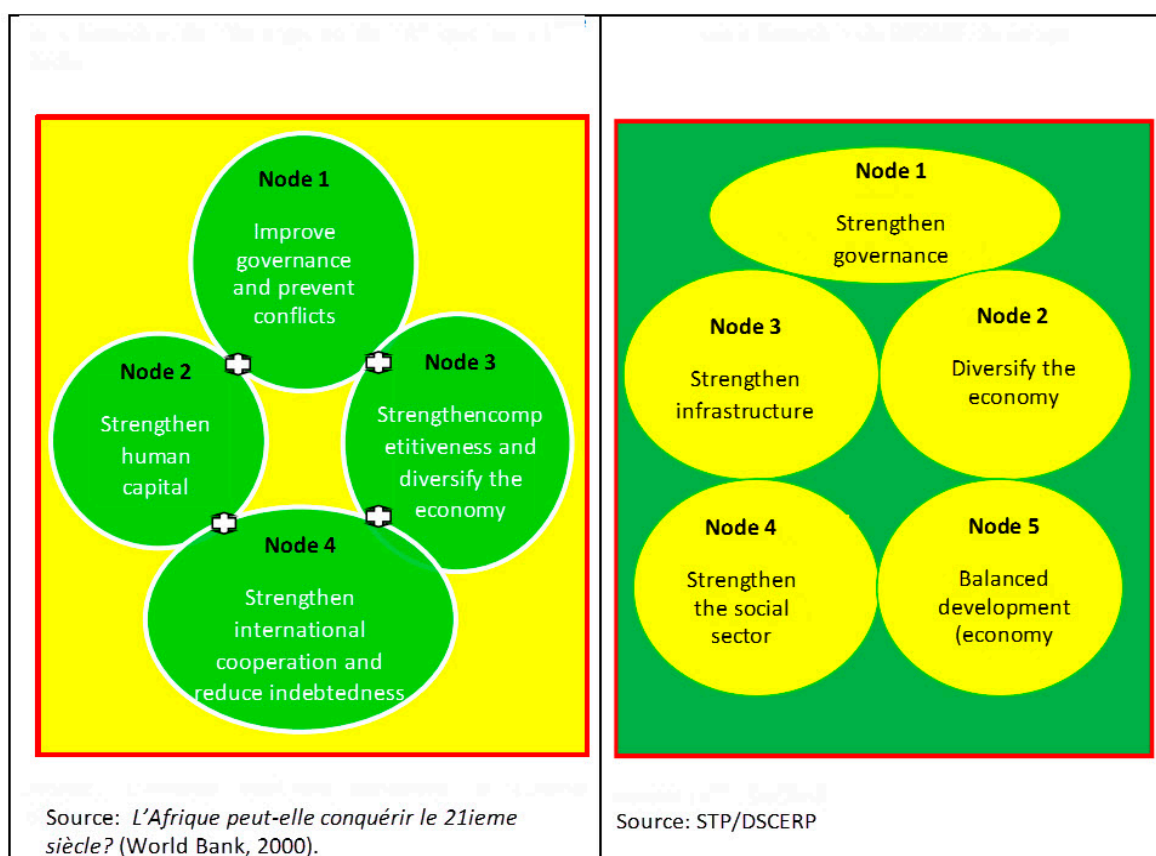 Node 1
Improve
governance
and prevent
conflicts
Node 2
Strengthen
human
capital
Node 3
Strengthencomp
etitiveness and
diversify the
economy
Node 4
Strengthen
international
cooperation and
reduce indebtedness
Source: L’Afrique peut-elle conquérir le 21ieme
siècle? (World Bank, 2000).
Node 1
Strengthen
governance
Node 3
Strengthen
infrastructure
Node 2
Diversify the
economy
Node 4
Strengthen
the social
sector
Node 5
Balanced
development
(economy
Source: STP/DSCERP